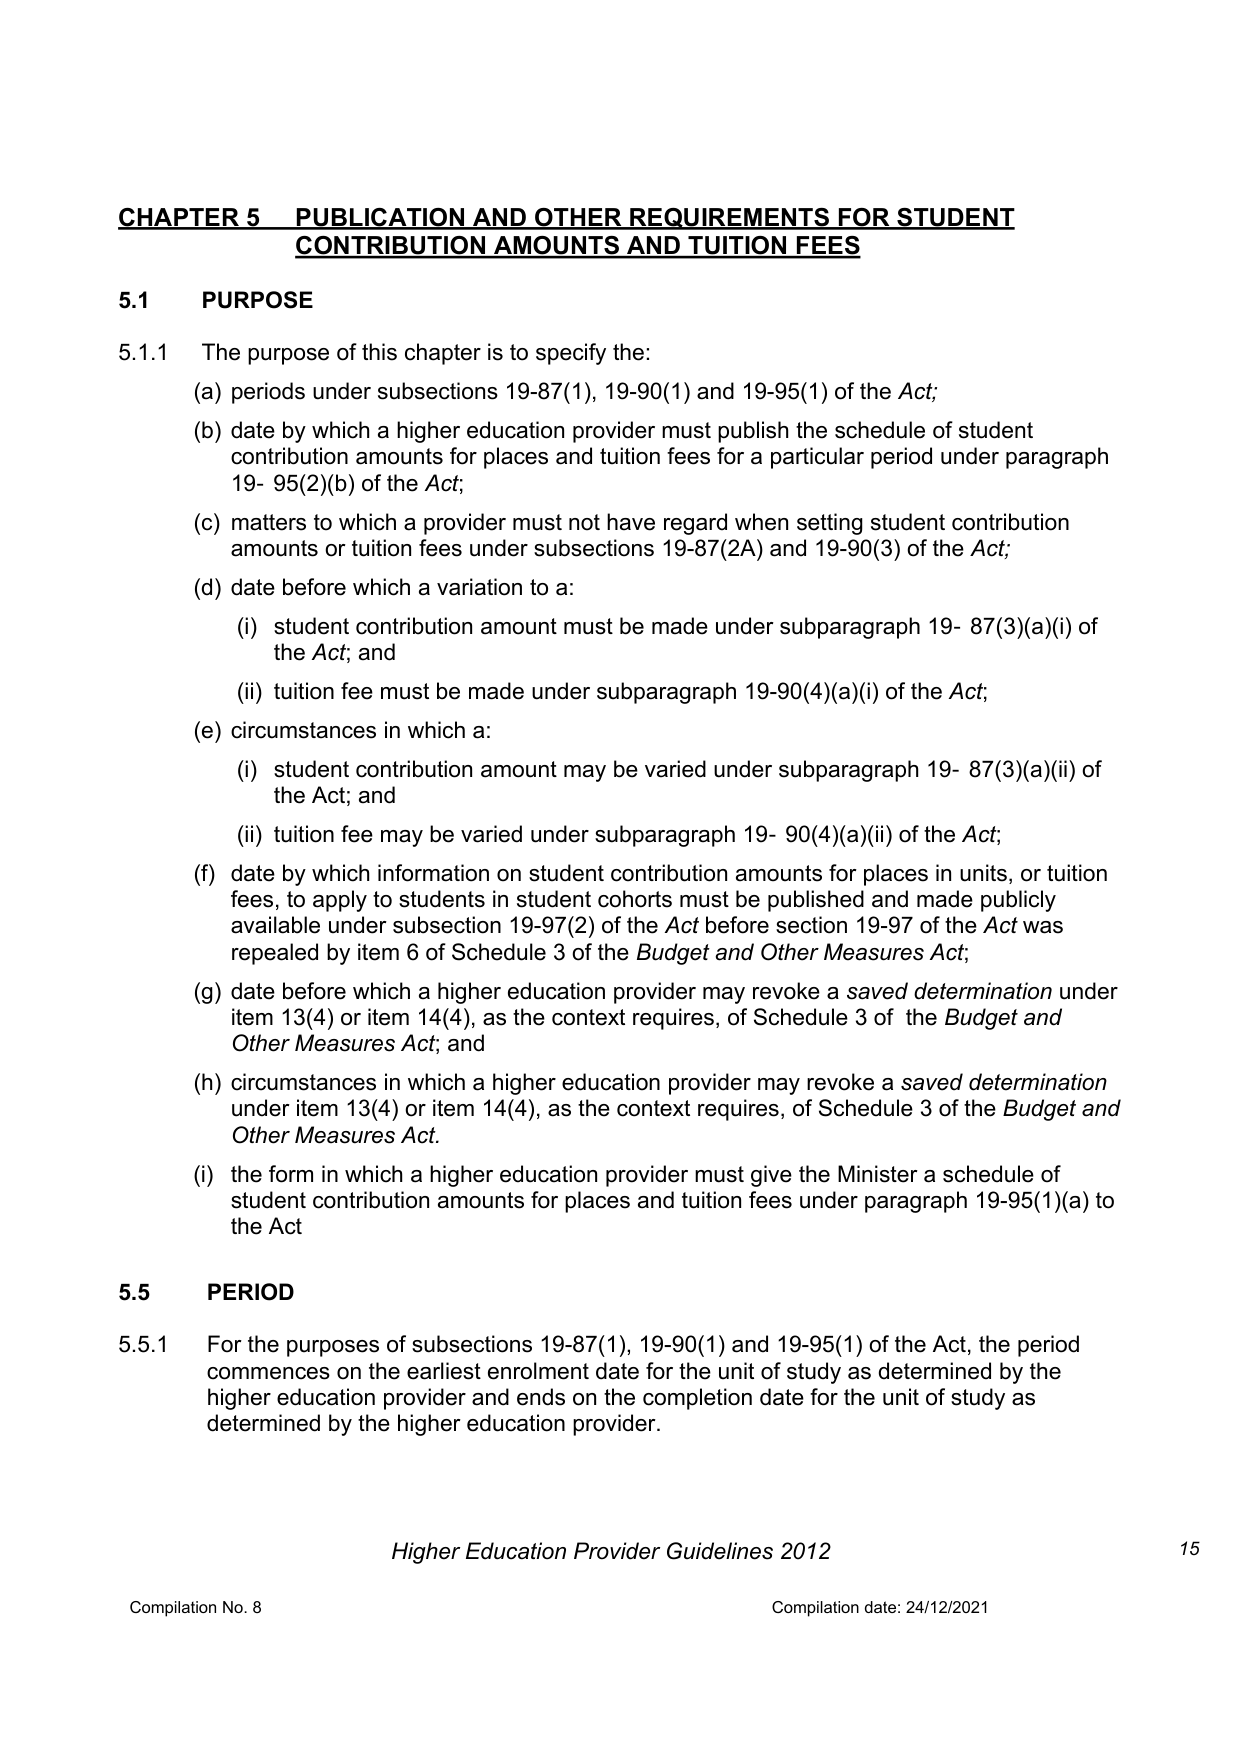 CHAPTER 5 PUBLICATION AND OTHER REQUIREMENTS FOR STUDENT
CONTRIBUTION AMOUNTS AND TUITION FEES
5.1 PURPOSE
5.1.1 The purpose of this chapter is to specify the:
(a) periods under subsections 19-87(1), 19-90(1) and 19-95(1) of the Act;
(b) date by which a higher education provider must publish the schedule of student
contribution amounts for places and tuition fees for a particular period under paragraph
19- 95(2)(b) of the Act;
(c) matters to which a provider must not have regard when setting student contribution
amounts or tuition fees under subsections 19-87(2A) and 19-90(3) of the Act;
(d) date before which a variation to a:
(i) student contribution amount must be made under subparagraph 19- 87(3)(a)(i) of
the Act; and
(ii) tuition fee must be made under subparagraph 19-90(4)(a)(i) of the Act;
(e) circumstances in which a:
(i) student contribution amount may be varied under subparagraph 19- 87(3)(a)(ii) of
the Act; and
(ii) tuition fee may be varied under subparagraph 19- 90(4)(a)(ii) of the Act;
(f) date by which information on student contribution amounts for places in units, or tuition
fees, to apply to students in student cohorts must be published and made publicly
available under subsection 19-97(2) of the Act before section 19-97 of the Act was
repealed by item 6 of Schedule 3 of the Budget and Other Measures Act;
(g) date before which a higher education provider may revoke a saved determination under
item 13(4) or item 14(4), as the context requires, of Schedule 3 of the Budget and
Other Measures Act; and
(h) circumstances in which a higher education provider may revoke a saved determination
under item 13(4) or item 14(4), as the context requires, of Schedule 3 of the Budget and
Other Measures Act.
(i) the form in which a higher education provider must give the Minister a schedule of
student contribution amounts for places and tuition fees under paragraph 19-95(1)(a) to
the Act
5.5 PERIOD
5.5.1 For the purposes of subsections 19-87(1), 19-90(1) and 19-95(1) of the Act, the period
commences on the earliest enrolment date for the unit of study as determined by the
higher education provider and ends on the completion date for the unit of study as
determined by the higher education provider.
Higher Education Provider Guidelines 2012 15
Compilation No. 8 Compilation date: 24/12/2021